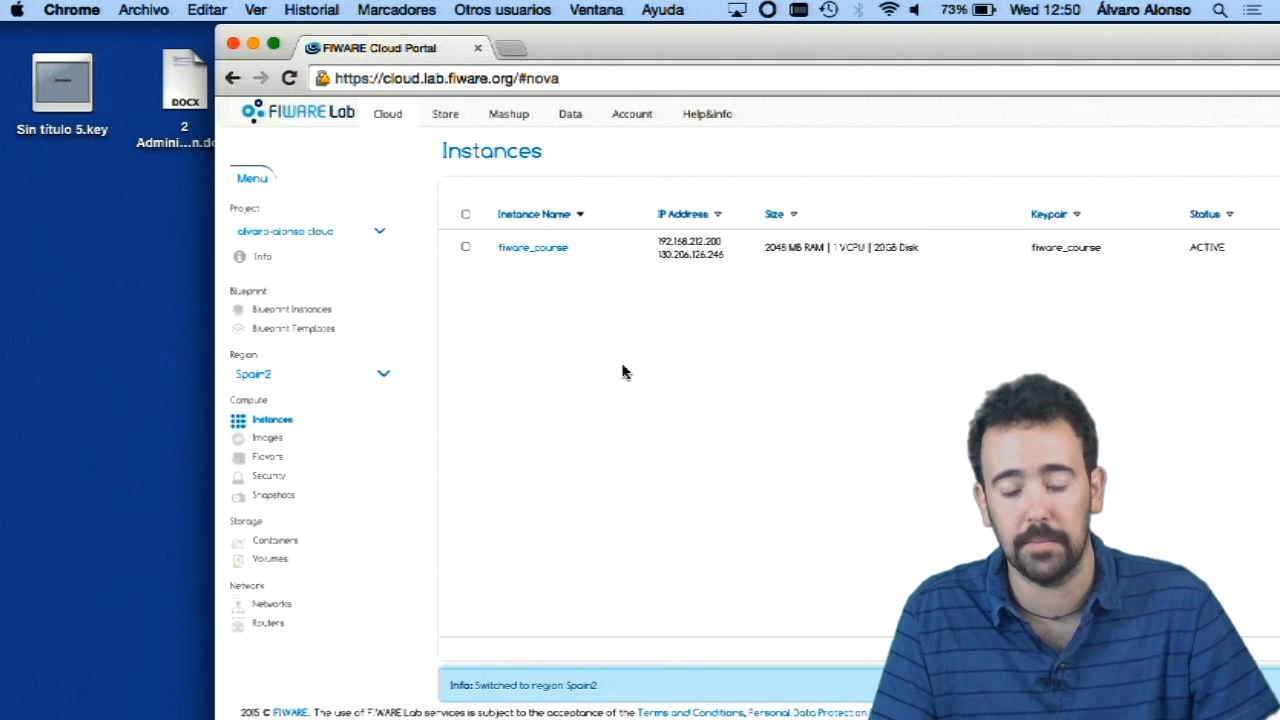 Chrome Archivo Editar Ver Historial Marcadores Otros usuarios Ventana Ayuda 73% Wed 12:50 Álvaro Alonso
FIWARE Cloud Portal
https://cloud.lab.fiware.org/#nova
Sin título 5.key
DOCX
2
Admini...n.dc
FIWARE Lab Cloud Store Mashup Data Account Help&info
Instances
Menu
Project
alvaro-alonso cloud
Info
Blueprint
Blueprint Instances
Blueprint Templates
Region
Spain2
Compute
Instances
Images
Flavors
Security
Snapshots
Storage
Containers
Volumes
Network
Networks
Routers
Instance Name IP Address Size Keypair Status
fiware_course 192.168.212.200 2048 MB RAM | 1 VCPU | 20GB Disk fiware_course ACTIVE
130.206.126.246
Info: Switched to region Spain2
2015 © FIWARE. The use of FIWARE Lab services is subject to the acceptance of the Terms and Conditions, Personal Data Protection